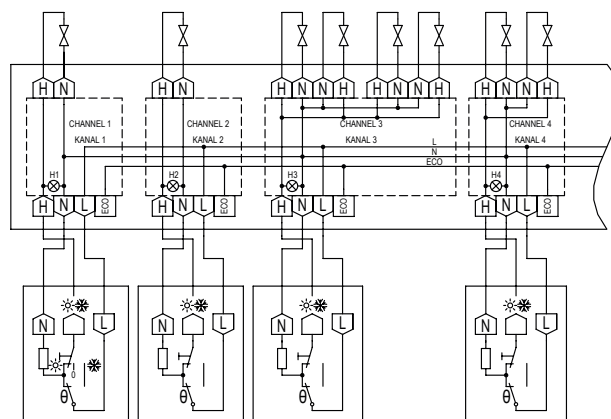 H N H N H N N H H N N H H N N H
CHANNEL 1 CHANNEL 2 CHANNEL 3 CHANNEL 4
KANAL 1 KANAL 2 KANAL 3 L KANAL 4
N
ECO
H1 H2 H3 H4
H N L ECO H N L ECO H N L ECO H N L ECO
N L N L N L N L
0
θ θ θ θ